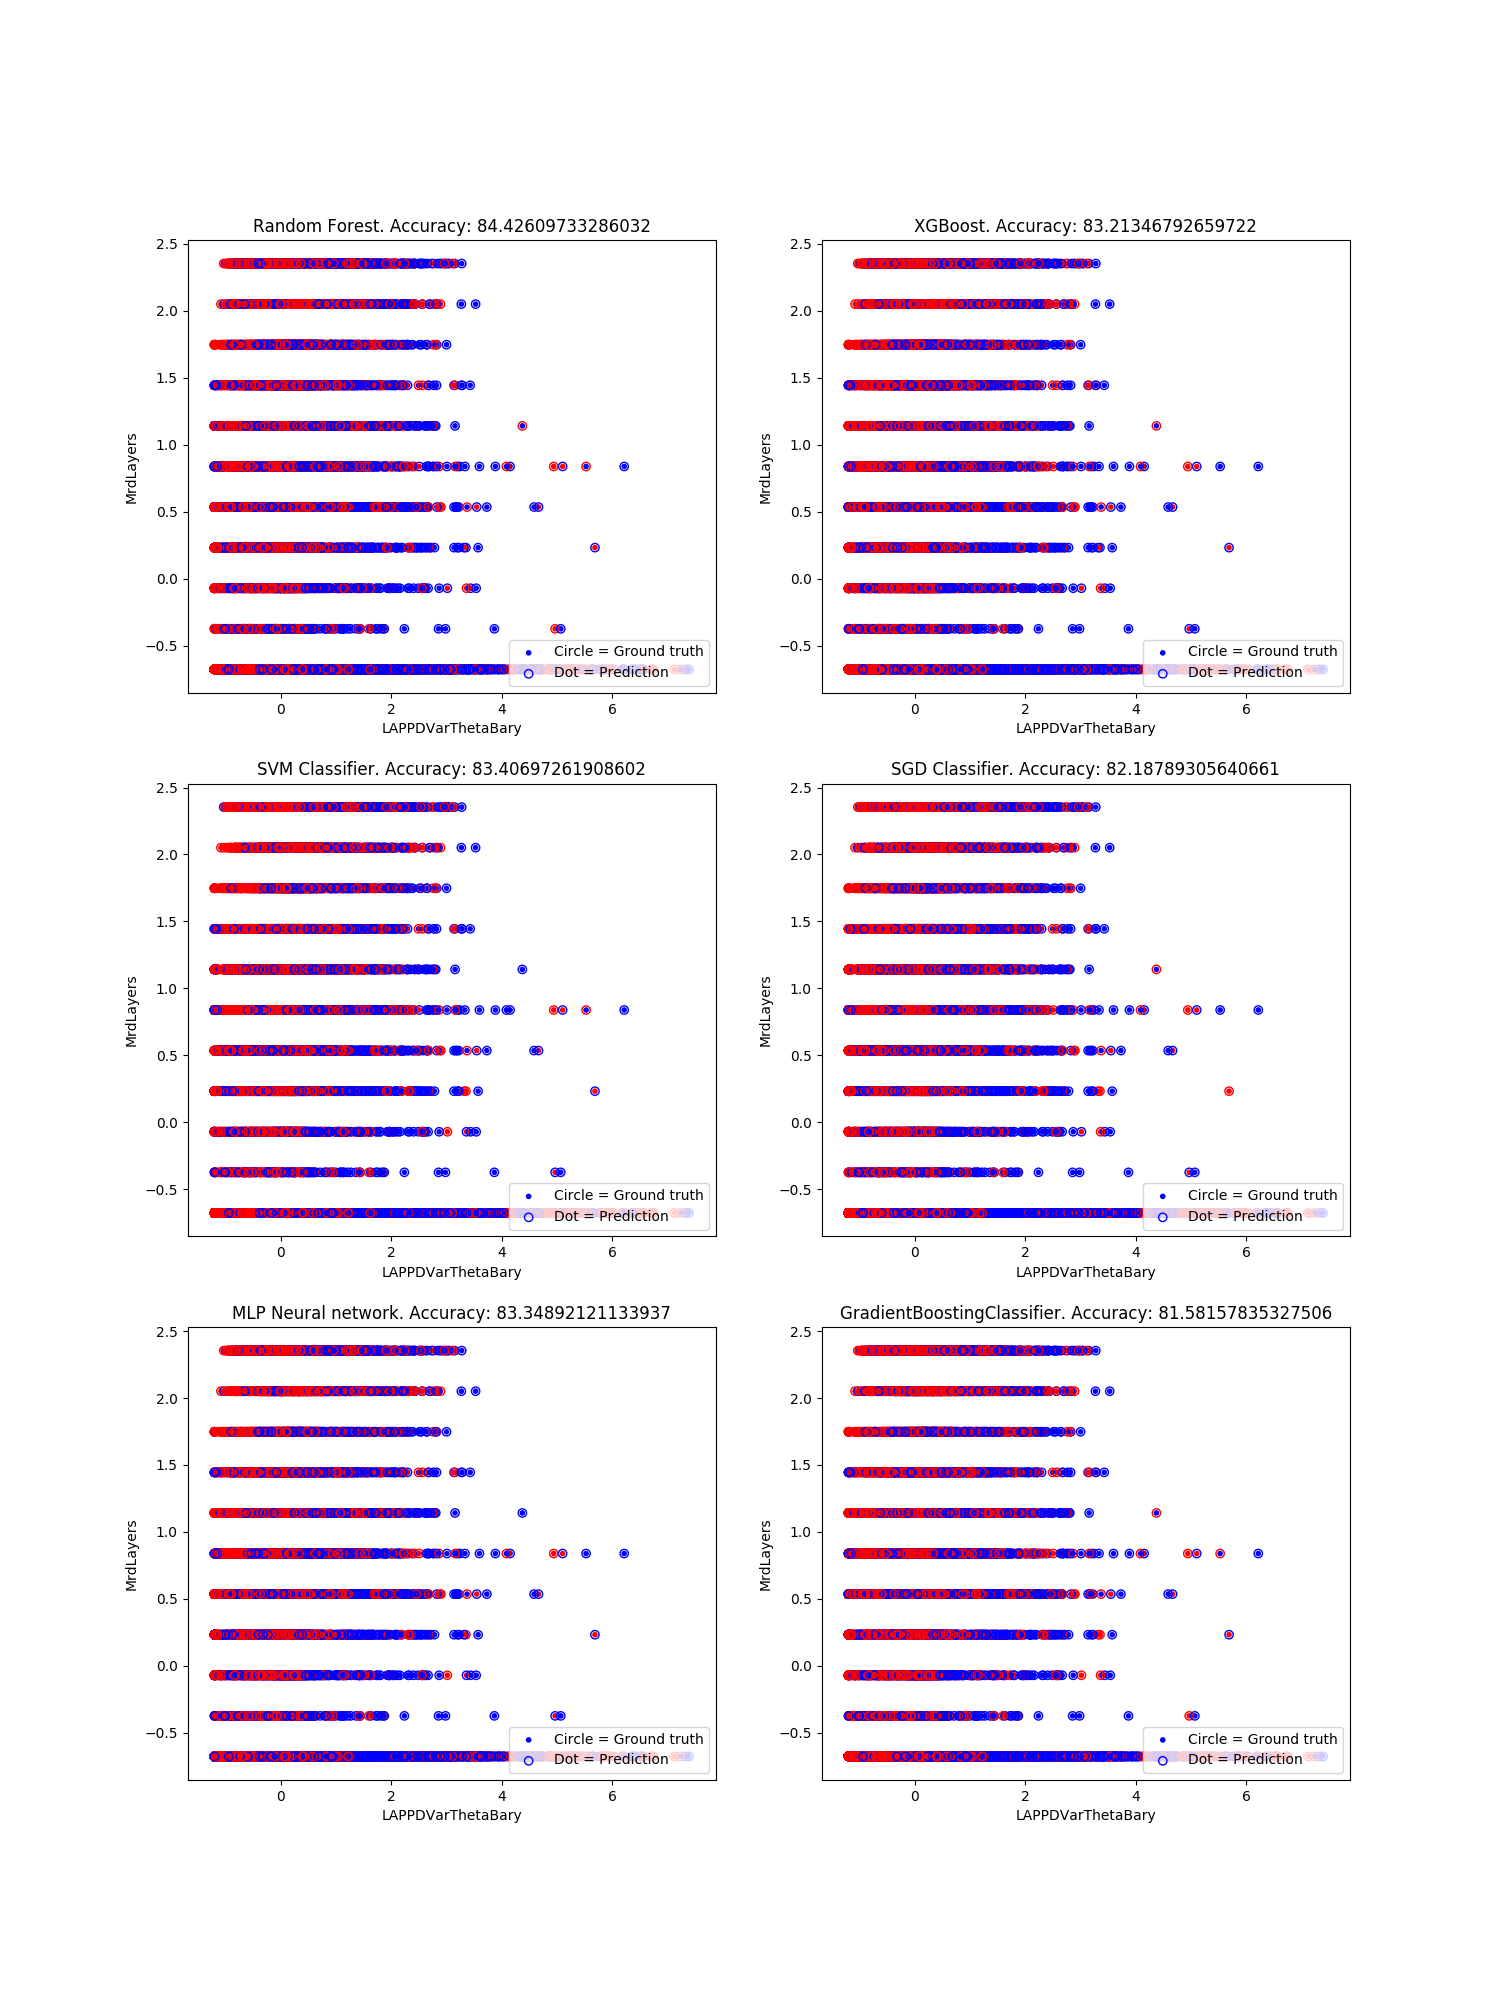 Random Forest. Accuracy: 84.42609733286032
2.5
2.0
1.5
1.0
0.5
0.0
−0.5
MrdLayers
Circle = Ground truth
Dot = Prediction
0 2 4 6
LAPPDVarThetaBary
XGBoost. Accuracy: 83.21346792659722
2.5
2.0
1.5
1.0
0.5
0.0
−0.5
MrdLayers
Circle = Ground truth
Dot = Prediction
0 2 4 6
LAPPDVarThetaBary
SVM Classifier. Accuracy: 83.40697261908602
2.5
2.0
1.5
1.0
0.5
0.0
−0.5
MrdLayers
Circle = Ground truth
Dot = Prediction
0 2 4 6
LAPPDVarThetaBary
SGD Classifier. Accuracy: 82.18789305640661
2.5
2.0
1.5
1.0
0.5
0.0
−0.5
MrdLayers
Circle = Ground truth
Dot = Prediction
0 2 4 6
LAPPDVarThetaBary
MLP Neural network. Accuracy: 83.34892121133937
2.5
2.0
1.5
1.0
0.5
0.0
−0.5
MrdLayers
Circle = Ground truth
Dot = Prediction
0 2 4 6
LAPPDVarThetaBary
GradientBoostingClassifier. Accuracy: 81.58157835327506
2.5
2.0
1.5
1.0
0.5
0.0
−0.5
MrdLayers
Circle = Ground truth
Dot = Prediction
0 2 4 6
LAPPDVarThetaBary